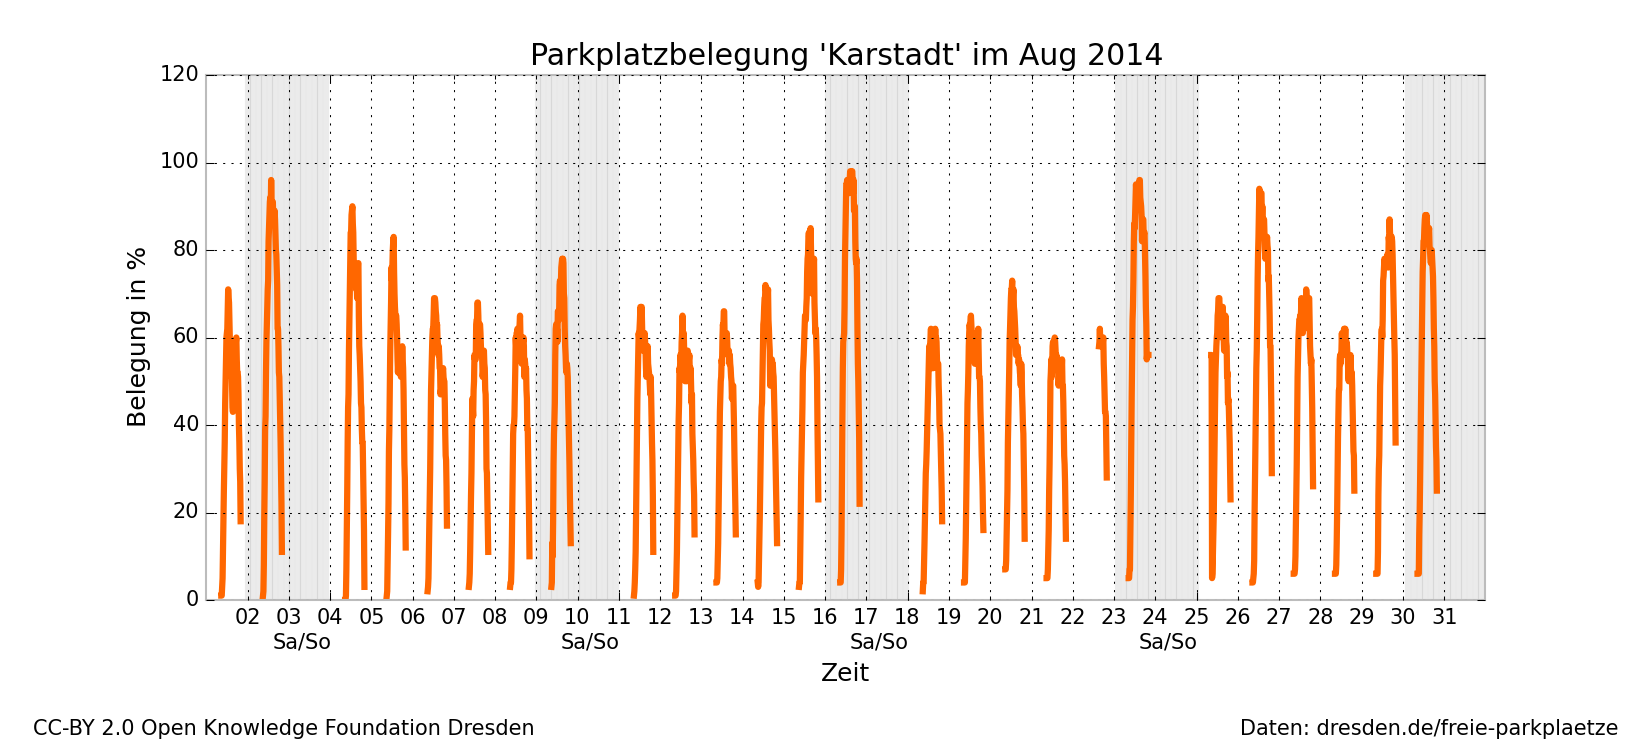 Parkplatzbelegung 'Karstadt' im Aug 2014
120
100
80
60
40
20
0
Belegung in %
02 03 04 05 06 07 08 09 10 11 12 13 14 15 16 17 18 19 20 21 22 23 24 25 26 27 28 29 30 31
Sa/So Sa/So Sa/So Sa/So
Zeit
CC-BY 2.0 Open Knowledge Foundation Dresden
Daten: dresden.de/freie-parkplaetze